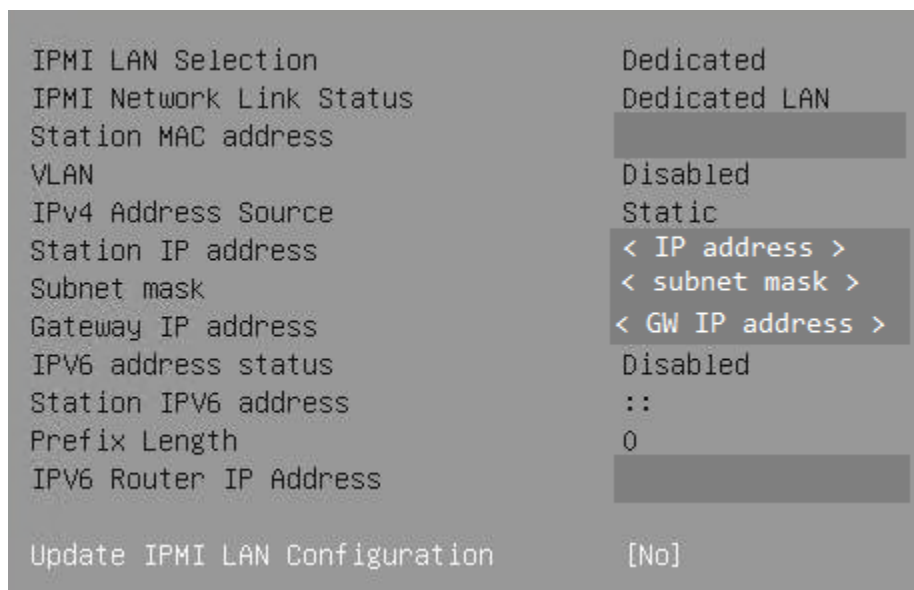 IPMI LAN Selection Dedicated
IPMI Network Link Status Dedicated LAN
Station MAC address
VLAN Disabled
IPv4 Address Source Static
Station IP address < IP address >
Subnet mask < subnet mask >
Gateway IP address < GW IP address >
IPV6 address status Disabled
Station IPV6 address ::
Prefix Length 0
IPV6 Router IP Address
Update IPMI LAN Configuration [No]